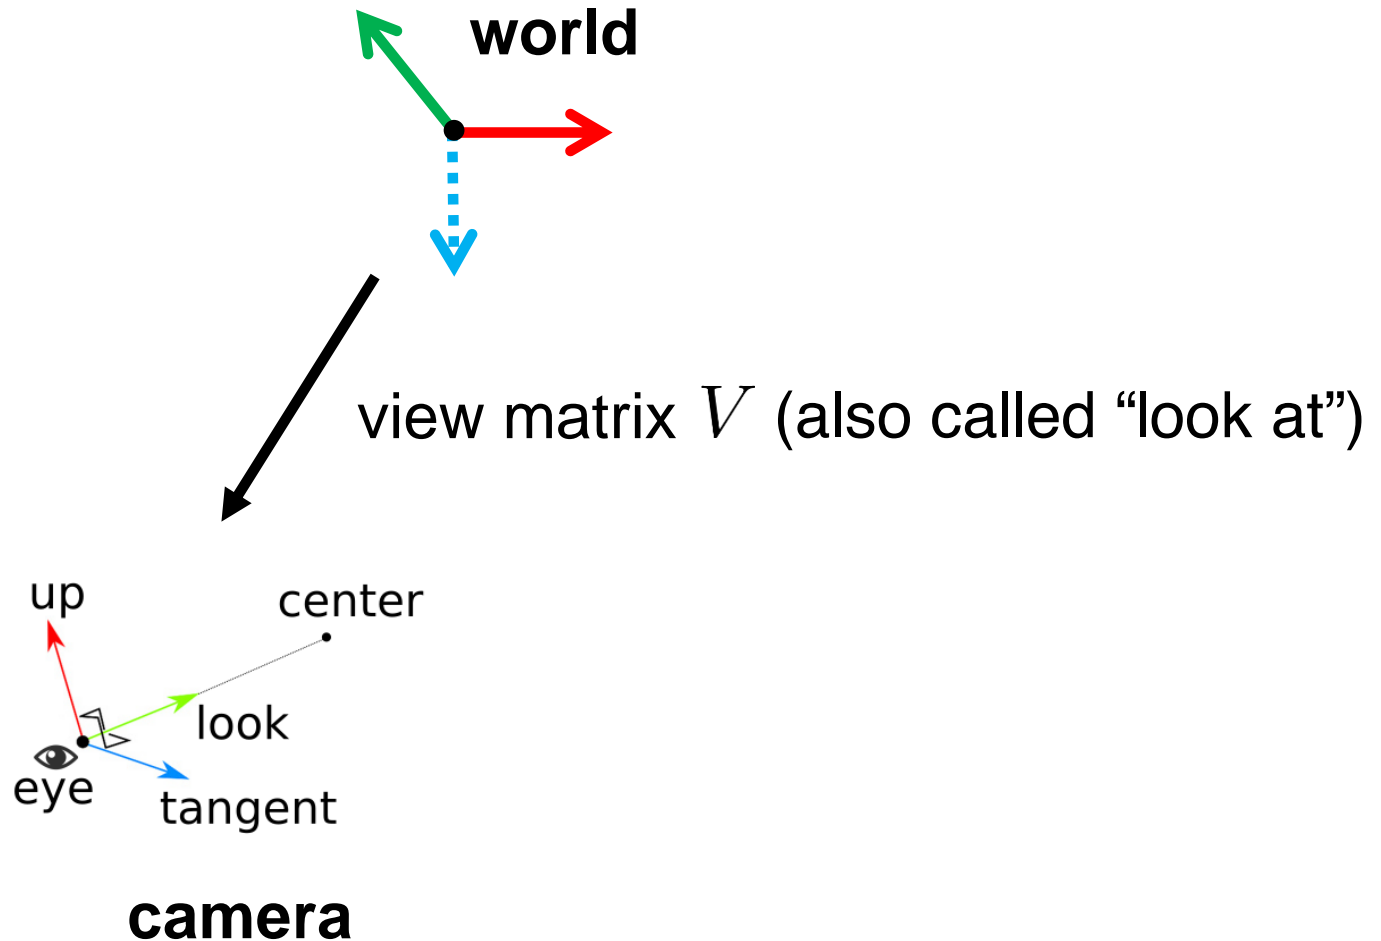 world
view matrix V (also called “look at”)
up
center
look
eye
tangent
camera